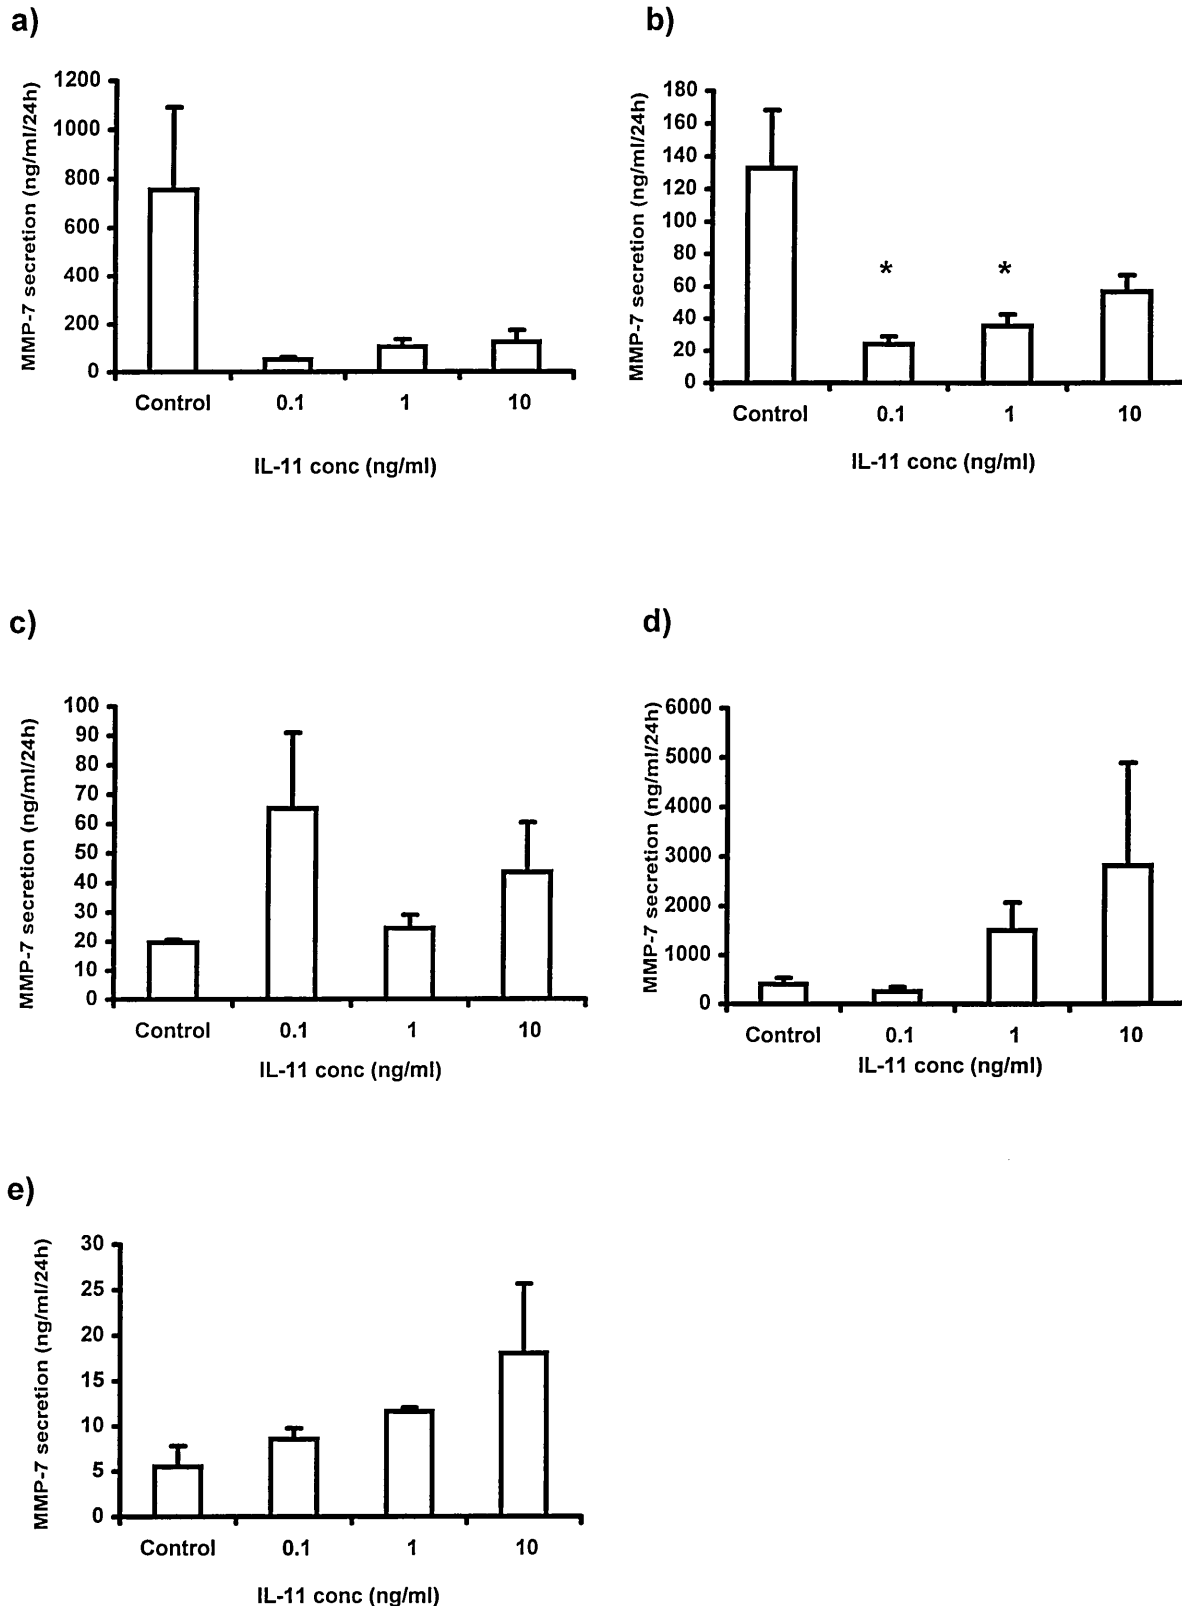 a)
MMP-7 secretion (ng/ml/24h)
1200
1000
800
600
400
200
0
Control 0.1 1 10
IL-11 conc (ng/ml)
b)
MMP-7 secretion (ng/ml/24h)
180
160
140
120
100
80
60
40
20
0
* *
Control 0.1 1 10
IL-11 conc (ng/ml)
c)
MMP-7 secretion (ng/ml/24h)
100
90
80
70
60
50
40
30
20
10
0
Control 0.1 1 10
IL-11 conc (ng/ml)
d)
MMP-7 secretion (ng/ml/24h)
6000
5000
4000
3000
2000
1000
0
Control 0.1 1 10
IL-11 conc (ng/ml)
e)
MMP-7 secretion (ng/ml/24h)
30
25
20
15
10
5
0
Control 0.1 1 10
IL-11 conc (ng/ml)